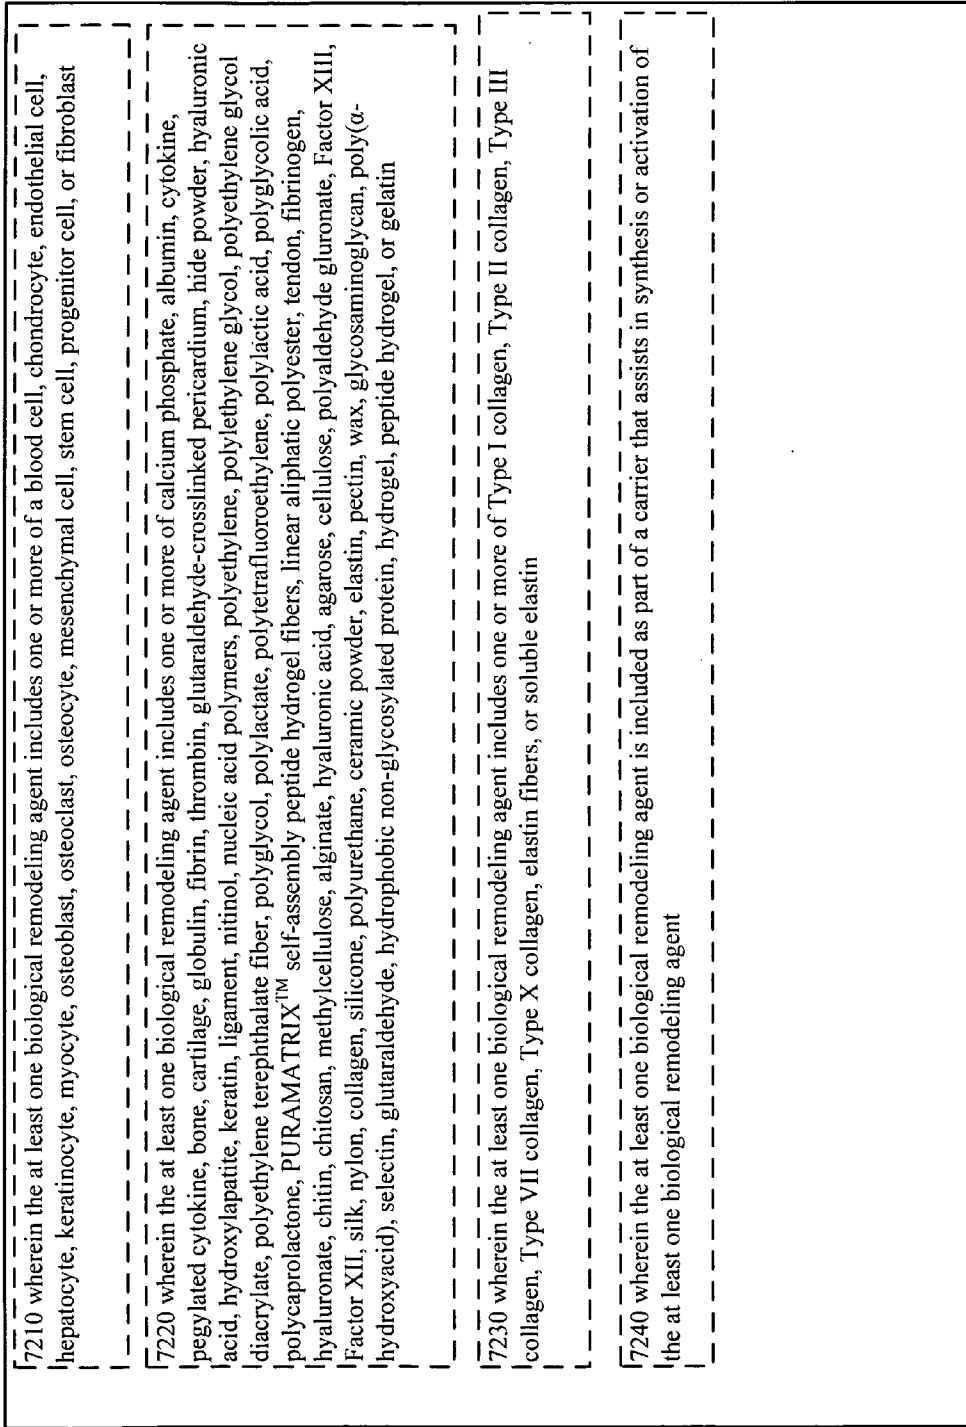 7210 wherein the at least one biological remodeling agent includes one or more of a blood cell, chondrocyte, endothelial cell,
hepatocyte, keratinocyte, myocyte, osteoblast, osteoclast, osteocyte, mesenchymal cell, stem cell, progenitor cell, or fibroblast
7220 wherein the at least one biological remodeling agent includes one or more of calcium phosphate, albumin, cytokine,
pegylated cytokine, bone, cartilage, globulin, fibrin, thrombin, glutaraldehyde-crosslinked pericardium, hide powder, hyaluronic
acid, hydroxylapatite, keratin, ligament, nitinol, nucleic acid polymers, polyethylene, polylethylene glycol, polyethylene glycol
diacrylate, polyethylene terephthalate fiber, polyglycol, polylactate, polytetrafluoroethylene, polylactic acid, polyglycolic acid,
polycaprolactone, PURAMATRIX™ self-assembly peptide hydrogel fibers, linear aliphatic polyester, tendon, fibrinogen,
hyaluronate, chitin, chitosan, methylcellulose, alginate, hyaluronic acid, agarose, cellulose, polyaldehyde gluronate, Factor XIII,
Factor XII, silk, nylon, collagen, silicone, polyurethane, ceramic powder, elastin, pectin, wax, glycosaminoglycan, poly(α-
hydroxyacid), selectin, glutaraldehyde, hydrophobic non-glycosylated protein, hydrogel, peptide hydrogel, or gelatin
7230 wherein the at least one biological remodeling agent includes one or more of Type I collagen, Type II collagen, Type III
collagen, Type VII collagen, Type X collagen, elastin fibers, or soluble elastin
7240 wherein the at least one biological remodeling agent is included as part of a carrier that assists in synthesis or activation of
the at least one biological remodeling agent